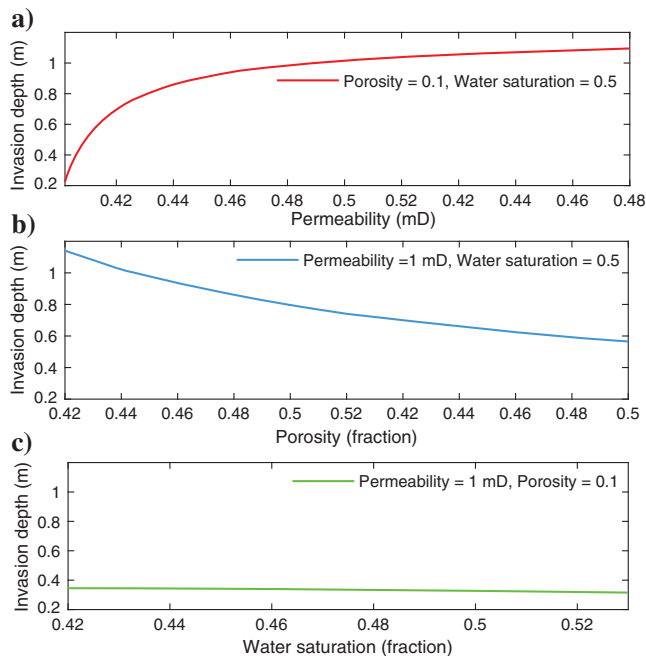 a)
Invasion depth (m)
1
0.8
0.6
0.4
0.2
Porosity = 0.1, Water saturation = 0.5
0.42 0.44 0.46 0.48 0.5 0.52 0.42 0.44 0.46 0.48
Permeability (mD)
b)
Invasion depth (m)
1
0.8
0.6
0.4
0.2
Permeability =1 mD, Water saturation = 0.5
0.42 0.44 0.46 0.48 0.5 0.52 0.42 0.44 0.46 0.48 0.5
Porosity (fraction)
c)
Invasion depth (m)
1
0.8
0.6
0.4
0.2
Permeability = 1 mD, Porosity = 0.1
0.42 0.44 0.46 0.48 0.5 0.52
Water saturation (fraction)